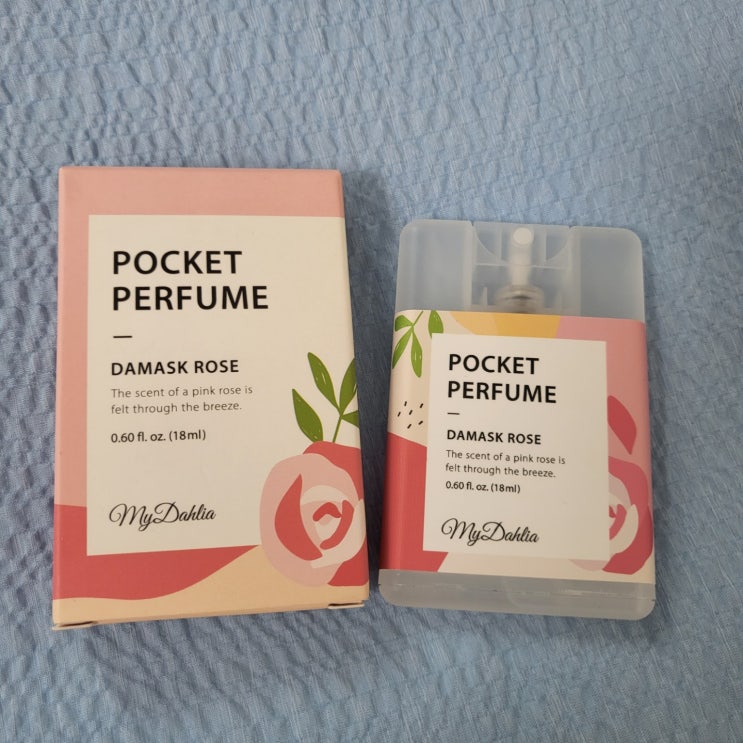 POCKET
PERFUME
DAMASK ROSE
The scent of a pink rose is
felt through the breeze.
0.60 fl. oz. (18ml)
MyDahlia
POCKET
PERFUME
DAMASK ROSE
The scent of a pink rose is
felt through the breeze.
0.60 fl. oz. (18ml)
MyDahlia